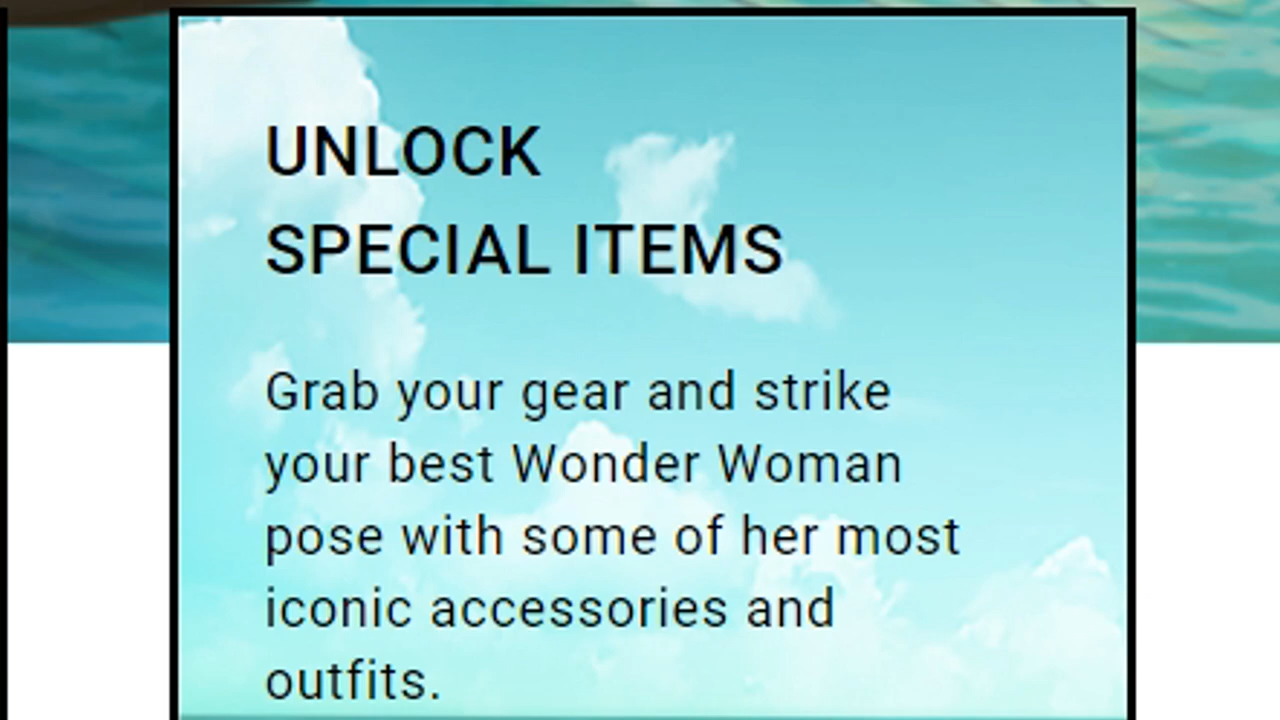 UNLOCK
SPECIAL ITEMS
Grab your gear and strike
your best Wonder Woman
pose with some of her most
iconic accessories and
outfits.